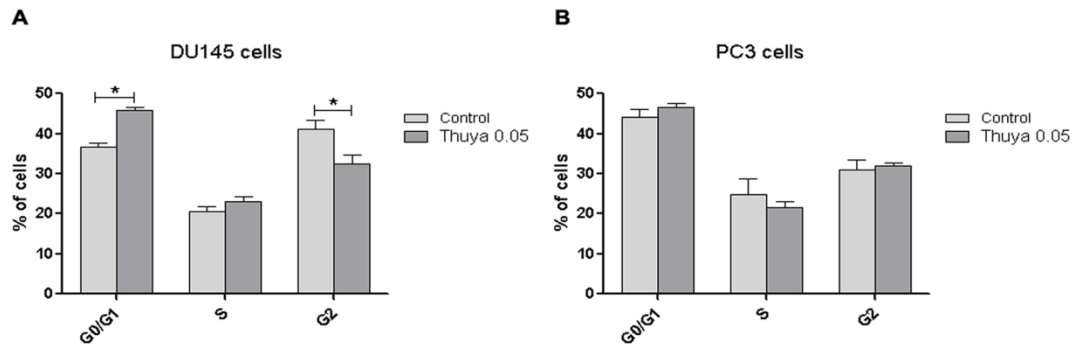 A
DU145 cells
% of cells
50
40
30
20
10
0
*
*
G0/G1
S
G2
Control
Thuya 0.05
B
PC3 cells
% of cells
50
40
30
20
10
0
G0/G1
S
G2
Control
Thuya 0.05